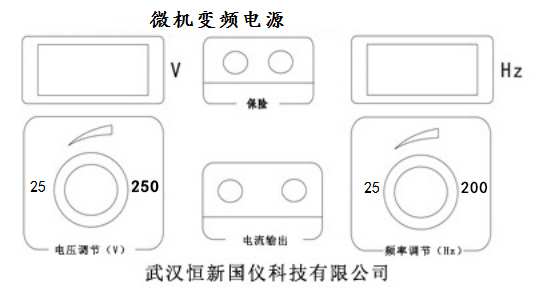 微机变频电源
V
Hz
保险
25
250
25
200
电压调节（V）
电流输出
频率调节（Hz）
武汉恒新国仪科技有限公司